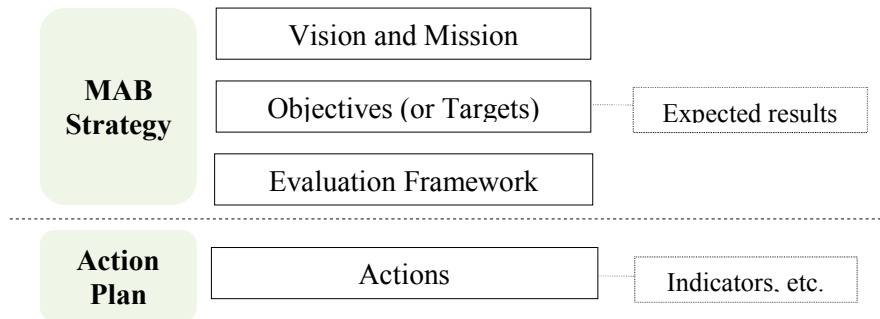 MAB
Strategy
Vision and Mission
Objectives (or Targets)
Expected results
Evaluation Framework
Action
Plan
Actions
Indicators, etc.